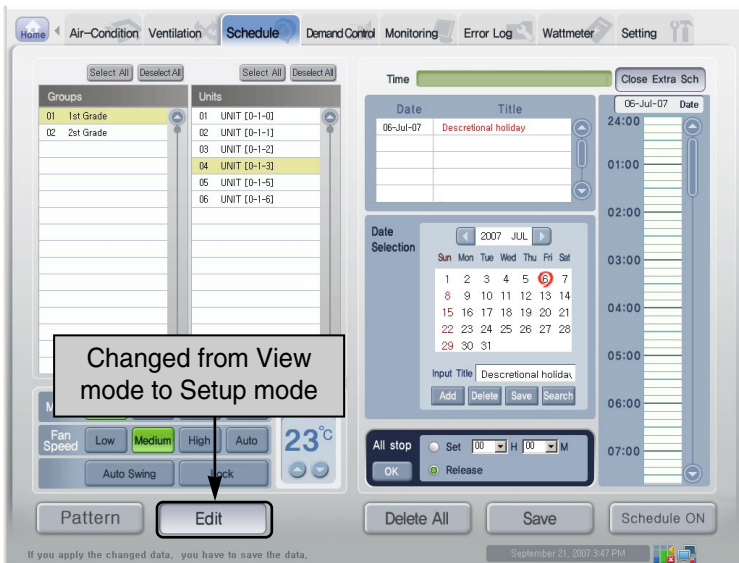 Home Air-Condition Ventilation Schedule Demand Control Monitoring Error Log Wattmeter Setting
Select All Deselect All Select All Deselect All
Groups Units
01 1st Grade 01 UNIT [0-1-0]
02 2st Grade 02 UNIT [0-1-1]
03 UNIT [0-1-2]
04 UNIT [0-1-3]
05 UNIT [0-1-5]
06 UNIT [0-1-6]
Changed from View
mode to Setup mode
M
Fan
Speed Low Medium High Auto 23°C
Auto Swing
Pattern Edit
Time Close Extra Sch
Date Title
06-Jul-07 Descretional holiday
Date
Selection
2007 JUL
Sun Mon Tue Wed Thu Fri Sat
1 2 3 4 5 6 7
8 9 10 11 12 13 14
15 16 17 18 19 20 21
22 23 24 25 26 27 28
29 30 31
Input Title Descretional holiday
Add Delete Save Search
All stop Set 00 H 00 M
OK Release
06-Jul-07 Date
24:00
01:00
02:00
03:00
04:00
05:00
06:00
07:00
Delete All Save Schedule ON
If you apply the changed data, you have to save the data.
September 21, 2007 3:47 PM